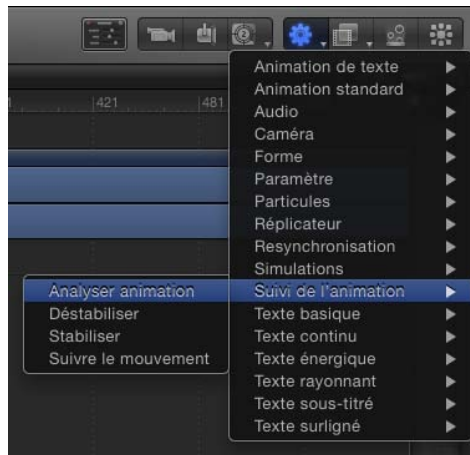 421
481
Animation de texte
Animation standard
Audio
Caméra
Forme
Paramètre
Particules
Réplicateur
Resynchronisation
Simulations
Suivi de l'animation
Analyser animation
Déstabiliser
Stabiliser
Suivre le mouvement
Texte basique
Texte continu
Texte énergique
Texte rayonnant
Texte sous-titré
Texte surligné